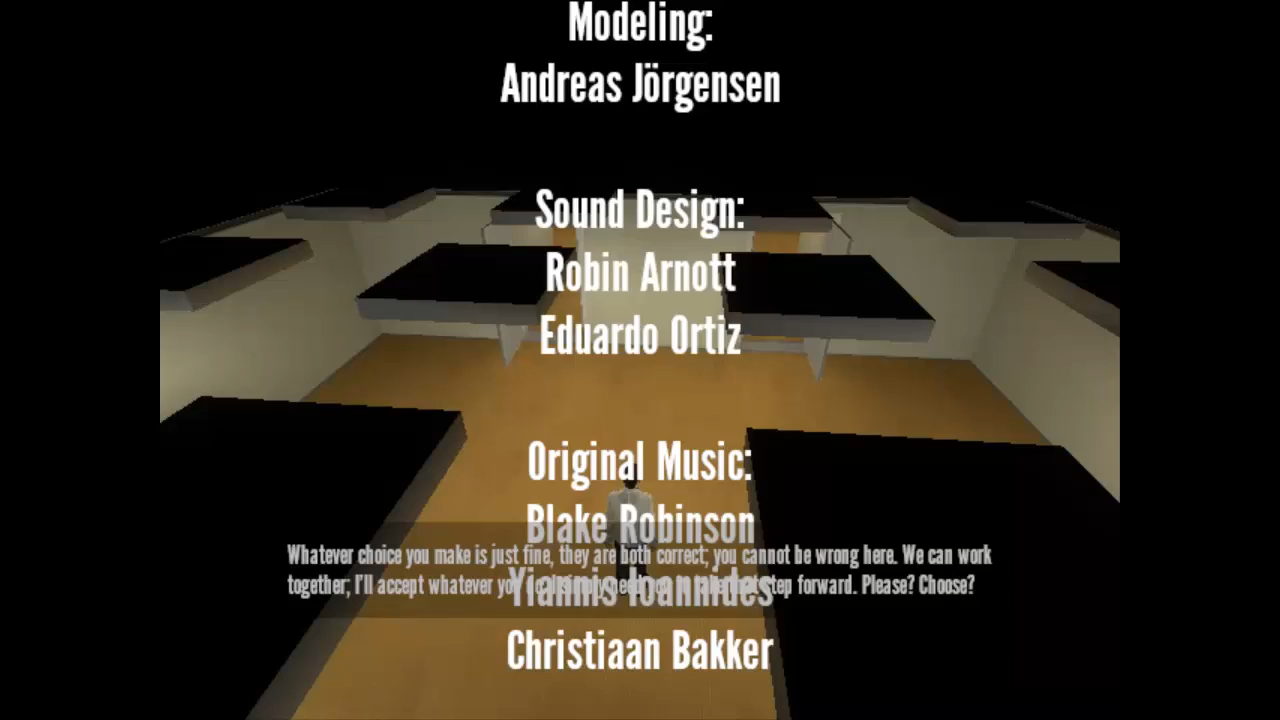 Modeling:
Andreas Jörgensen
Sound Design:
Robin Arnott
Eduardo Ortiz
Original Music:
Blake Robinson
Yiannis Ioannides
Christiaan Bakker
Whatever choice you make is just fine, they are both correct; you cannot be wrong here. We can work
together; I'll accept whatever step forward. Please? Choose?